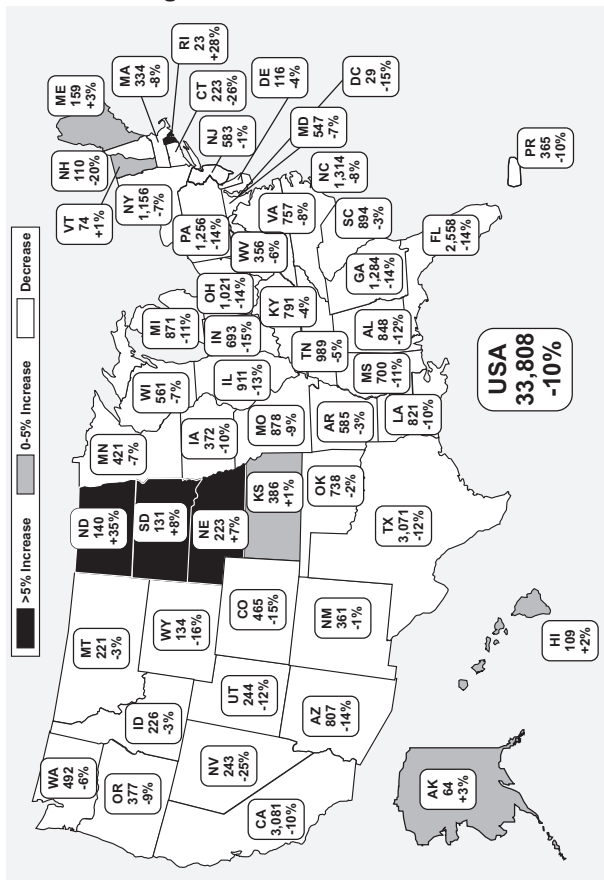 >5% Increase
0-5% Increase
Decrease
WA
492
-6%
OR
377
-9%
CA
3,081
-10%
NV
243
-25%
ID
226
-3%
MT
221
-3%
WY
134
-16%
UT
244
-12%
AZ
807
-14%
CO
465
-15%
NM
361
-1%
ND
140
+35%
SD
131
+8%
NE
223
+7%
KS
386
+1%
OK
738
-2%
TX
3,071
-12%
MN
421
-7%
IA
372
-10%
MO
878
-9%
AR
585
-3%
LA
821
-10%
WI
561
-7%
IL
911
-13%
MI
871
-11%
IN
693
-15%
OH
1,021
-14%
KY
791
-4%
TN
989
-5%
MS
700
-11%
AL
848
-12%
GA
1,284
-14%
FL
2,558
-14%
SC
894
-3%
NC
1,314
-8%
VA
757
-8%
WV
356
-6%
PA
1,256
-14%
NY
1,156
-7%
VT
74
+1%
NH
110
-20%
ME
159
+3%
MA
334
-8%
RI
23
+28%
CT
223
-26%
NJ
583
-1%
DE
116
-4%
MD
547
-7%
DC
29
-15%
PR
365
-10%
AK
64
+3%
HI
109
+2%
USA
33,808
-10%